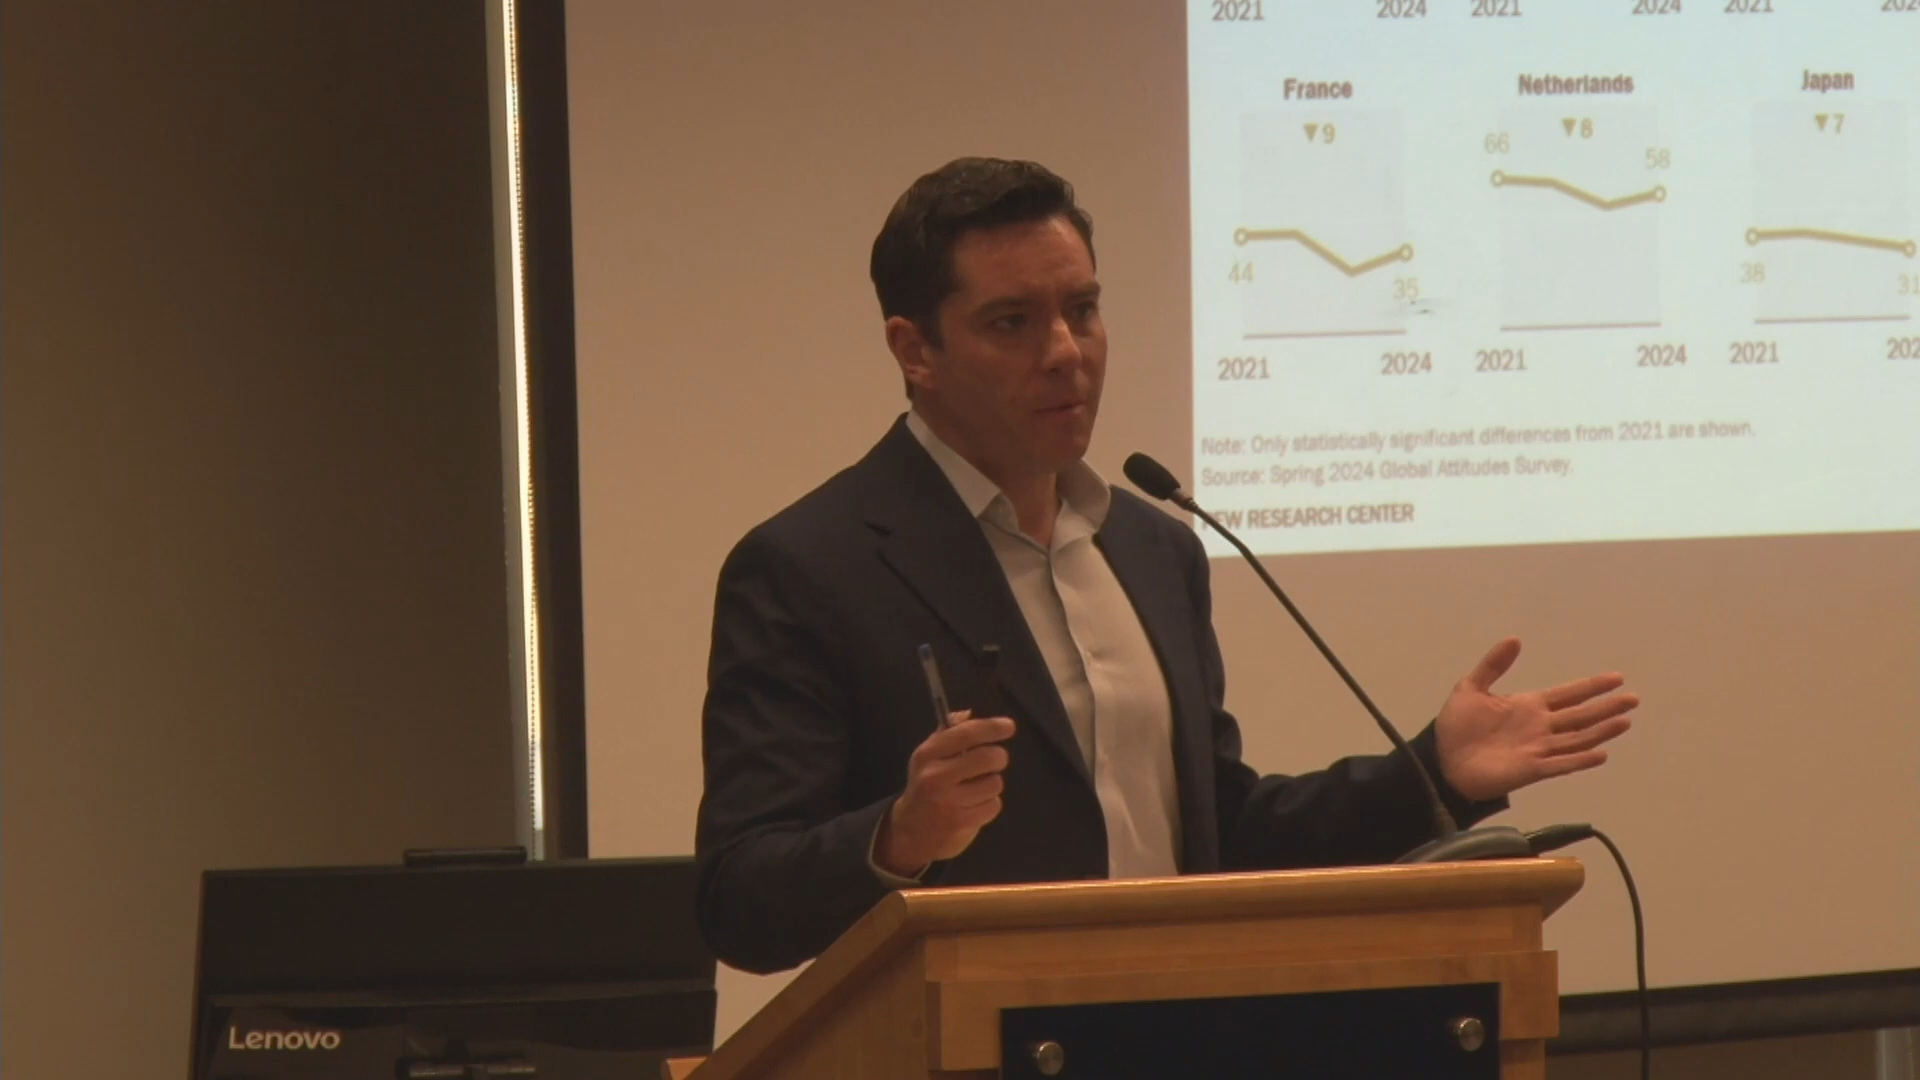 2021 2024 2021 2024 2021
France Netherlands Japan
▼9 ▼8 ▼7
66 58
44 35 38 31
2021 2024 2021 2024 2021
Note: Only statistically significant differences from 2021 are shown.
Source: Spring 2024 Global Attitudes Survey.
PEW RESEARCH CENTER
Lenovo